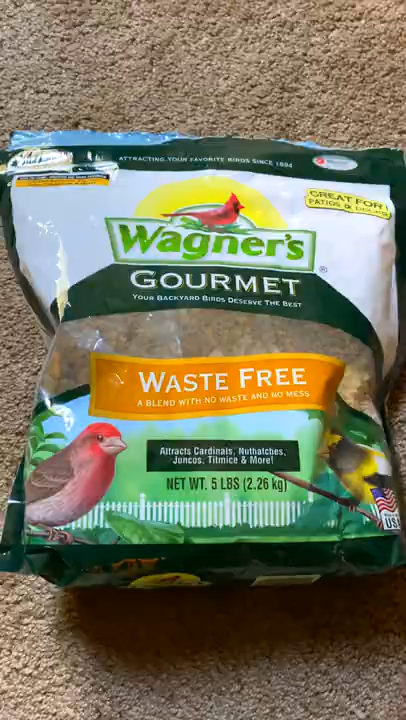 ATTRACTING YOUR FAVORITE BIRDS SINCE 1894
GREAT FOR
PATIOS & DECKS
Wagner's®
GOURMET
YOUR BACKYARD BIRDS DESERVE THE BEST
WASTE FREE
A BLEND WITH NO WASTE AND NO MESS
Attracts Cardinals, Nuthatches,
Juncos, Titmice & More!
NET WT. 5 LBS (2.26 kg)
USA